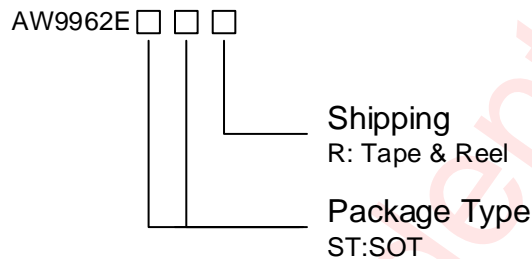 AW9962E □ □ □
Shipping
R: Tape & Reel
Package Type
ST:SOT